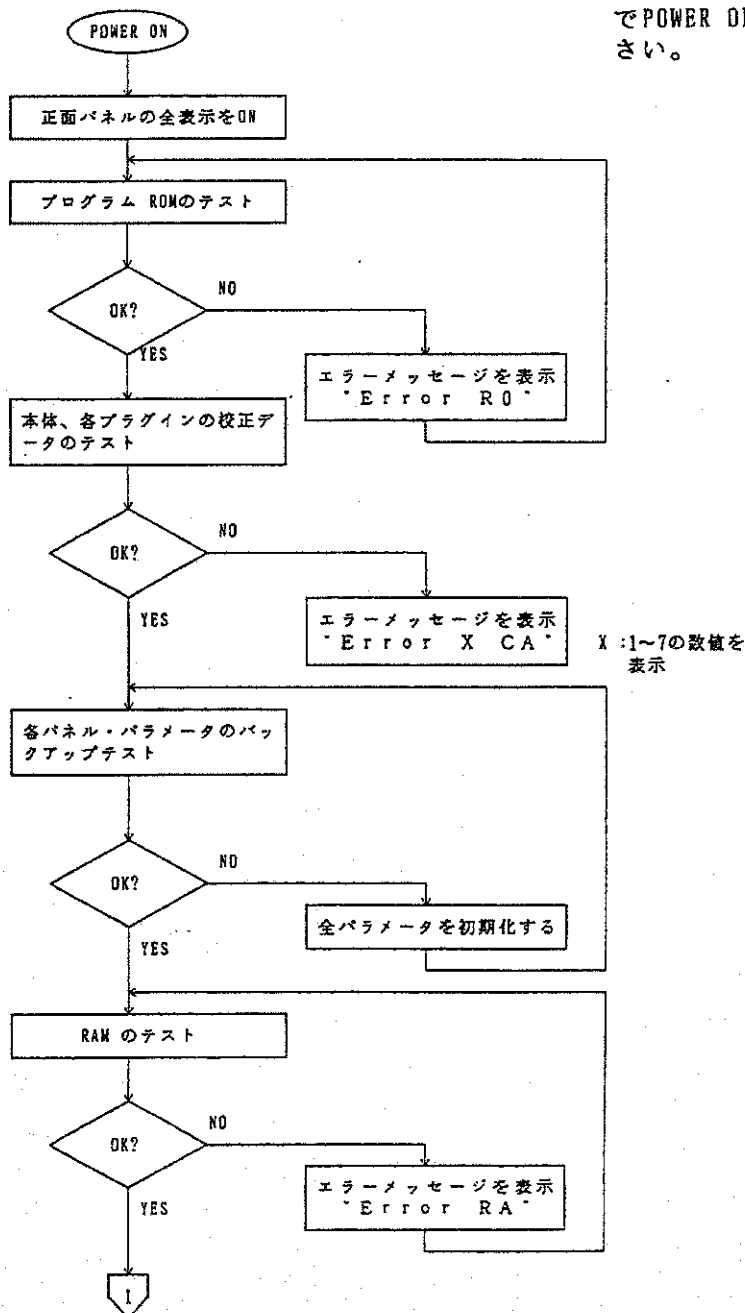 でPOWER O
さい。
POWER ON
正面パネルの全表示をON
プログラム ROMのテスト
OK?
NO
YES
エラーメッセージを表示
"Error RO"
本体、各プラグインの校正デ
ータのテスト
OK?
NO
YES
エラーメッセージを表示
"Error X CA"
X :1~7の数値を
表示
各パネル・パラメータのバッ
クアップテスト
OK?
NO
YES
全パラメータを初期化する
RAM のテスト
OK?
NO
YES
エラーメッセージを表示
"Error RA"
1